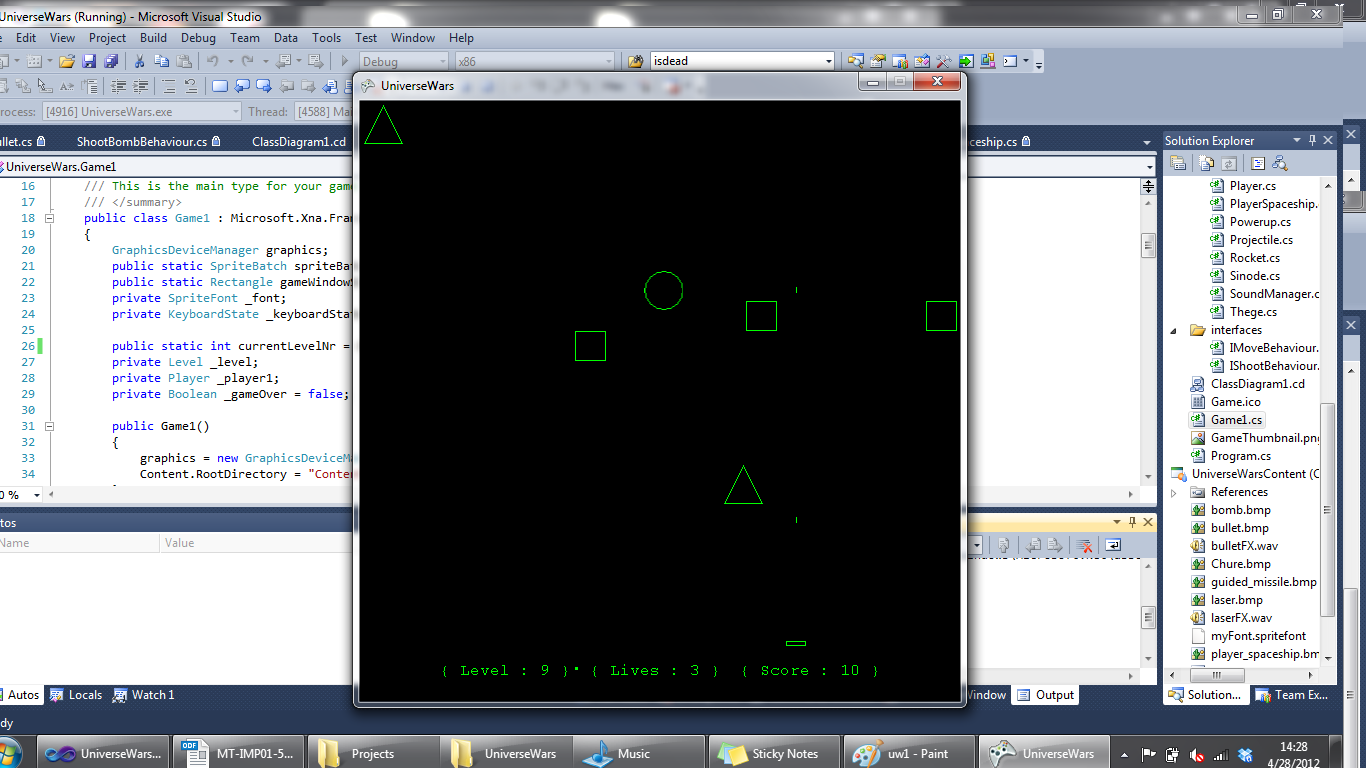 UniverseWars (Running) - Microsoft Visual Studio
Edit View Project Build Debug Team Data Tools Test Window Help
Debug x86 isdead
rocess: [4916] UniverseWars.exe Thread: [4588] Mai
UniverseWars
llet.cs ShootBombBehaviour.cs ClassDiagram1.cd ceship.cs
UniverseWars.Game1
16 /// This is the main type for your game
17 /// </summary>
18 public class Game1 : Microsoft.Xna.Fram
19 {
20 GraphicsDeviceManager graphics;
21 public static SpriteBatch spriteBat
22 public static Rectangle gameWindowS
23 private SpriteFont _font;
24 private KeyboardState _keyboardStat
25
26 public static int currentLevelNr =
27 private Level _level;
28 private Player _player1;
29 private Boolean _gameOver = false;
30
31 public Game1()
32 {
33 graphics = new GraphicsDeviceMa
34 Content.RootDirectory = "Conten
0 %
tos
Name Value
Autos Locals Watch 1
{ Level : 9 } { Lives : 3 } { Score : 10 }
Solution Explorer
Player.cs
PlayerSpaceship.
Powerup.cs
Projectile.cs
Rocket.cs
Sinode.cs
SoundManager.c
Thege.cs
interfaces
IMoveBehaviour.
IShootBehaviour.
ClassDiagram1.cd
Game.ico
Game1.cs
GameThumbnail.png
Program.cs
UniverseWarsContent (C
References
bomb.bmp
bullet.bmp
bulletFX.wav
Chure.bmp
guided_missile.bmp
laser.bmp
laserFX.wav
myFont.spritefont
player_spaceship.bm
Window Output
Solution... Team Ex...
dy
UniverseWars... MT-IMP01-5... Projects UniverseWars Music Sticky Notes uw1 - Paint UniverseWars
14:28
4/28/2012